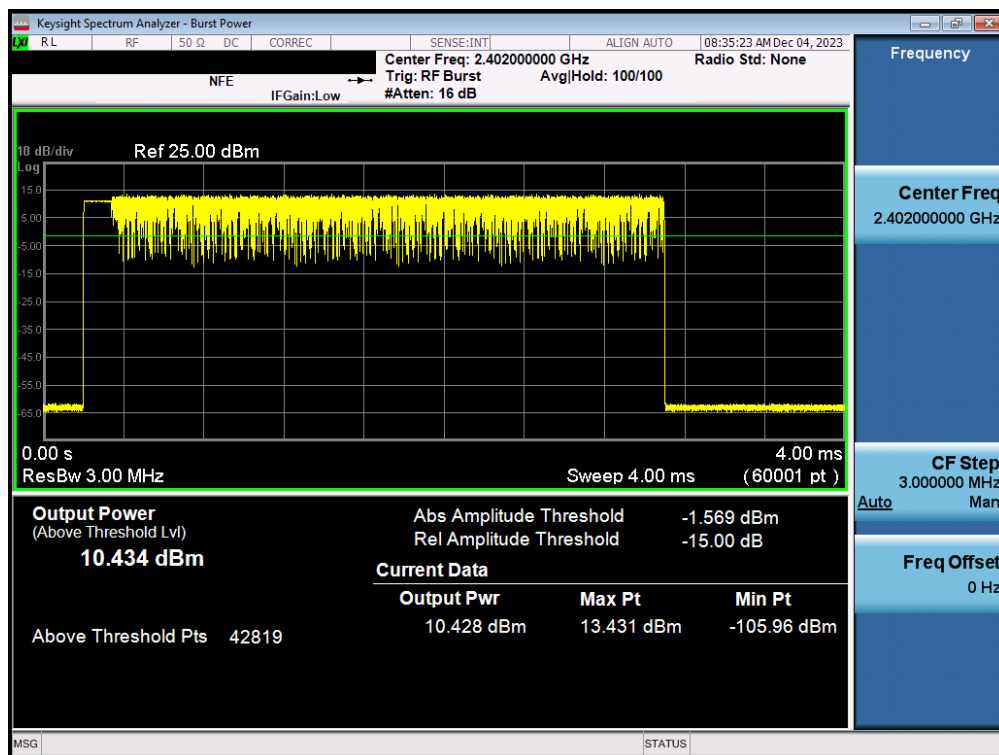 Keysight Spectrum Analyzer - Burst Power
LXI RL RF 50 Ω DC CORREC SENSE:INT ALIGN AUTO 08:35:23 AM Dec 04, 2023
Center Freq: 2.402000000 GHz Radio Std: None
NFE Trig: RF Burst Avg|Hold: 100/100
IFGain:Low #Atten: 16 dB
10 dB/div Ref 25.00 dBm
Log
15.0
5.00
-5.00
-15.0
-25.0
-35.0
-45.0
-55.0
-65.0
0.00 s 4.00 ms
ResBw 3.00 MHz Sweep 4.00 ms (60001 pt )
Output Power
(Above Threshold Lvl)
10.434 dBm
Above Threshold Pts 42819
Abs Amplitude Threshold -1.569 dBm
Rel Amplitude Threshold -15.00 dB
Current Data
Output Pwr Max Pt Min Pt
10.428 dBm 13.431 dBm -105.96 dBm
MSG STATUS
Frequency
Center Freq
2.402000000 GHz
CF Step
3.000000 MHz
Auto Man
Freq Offset
0 Hz